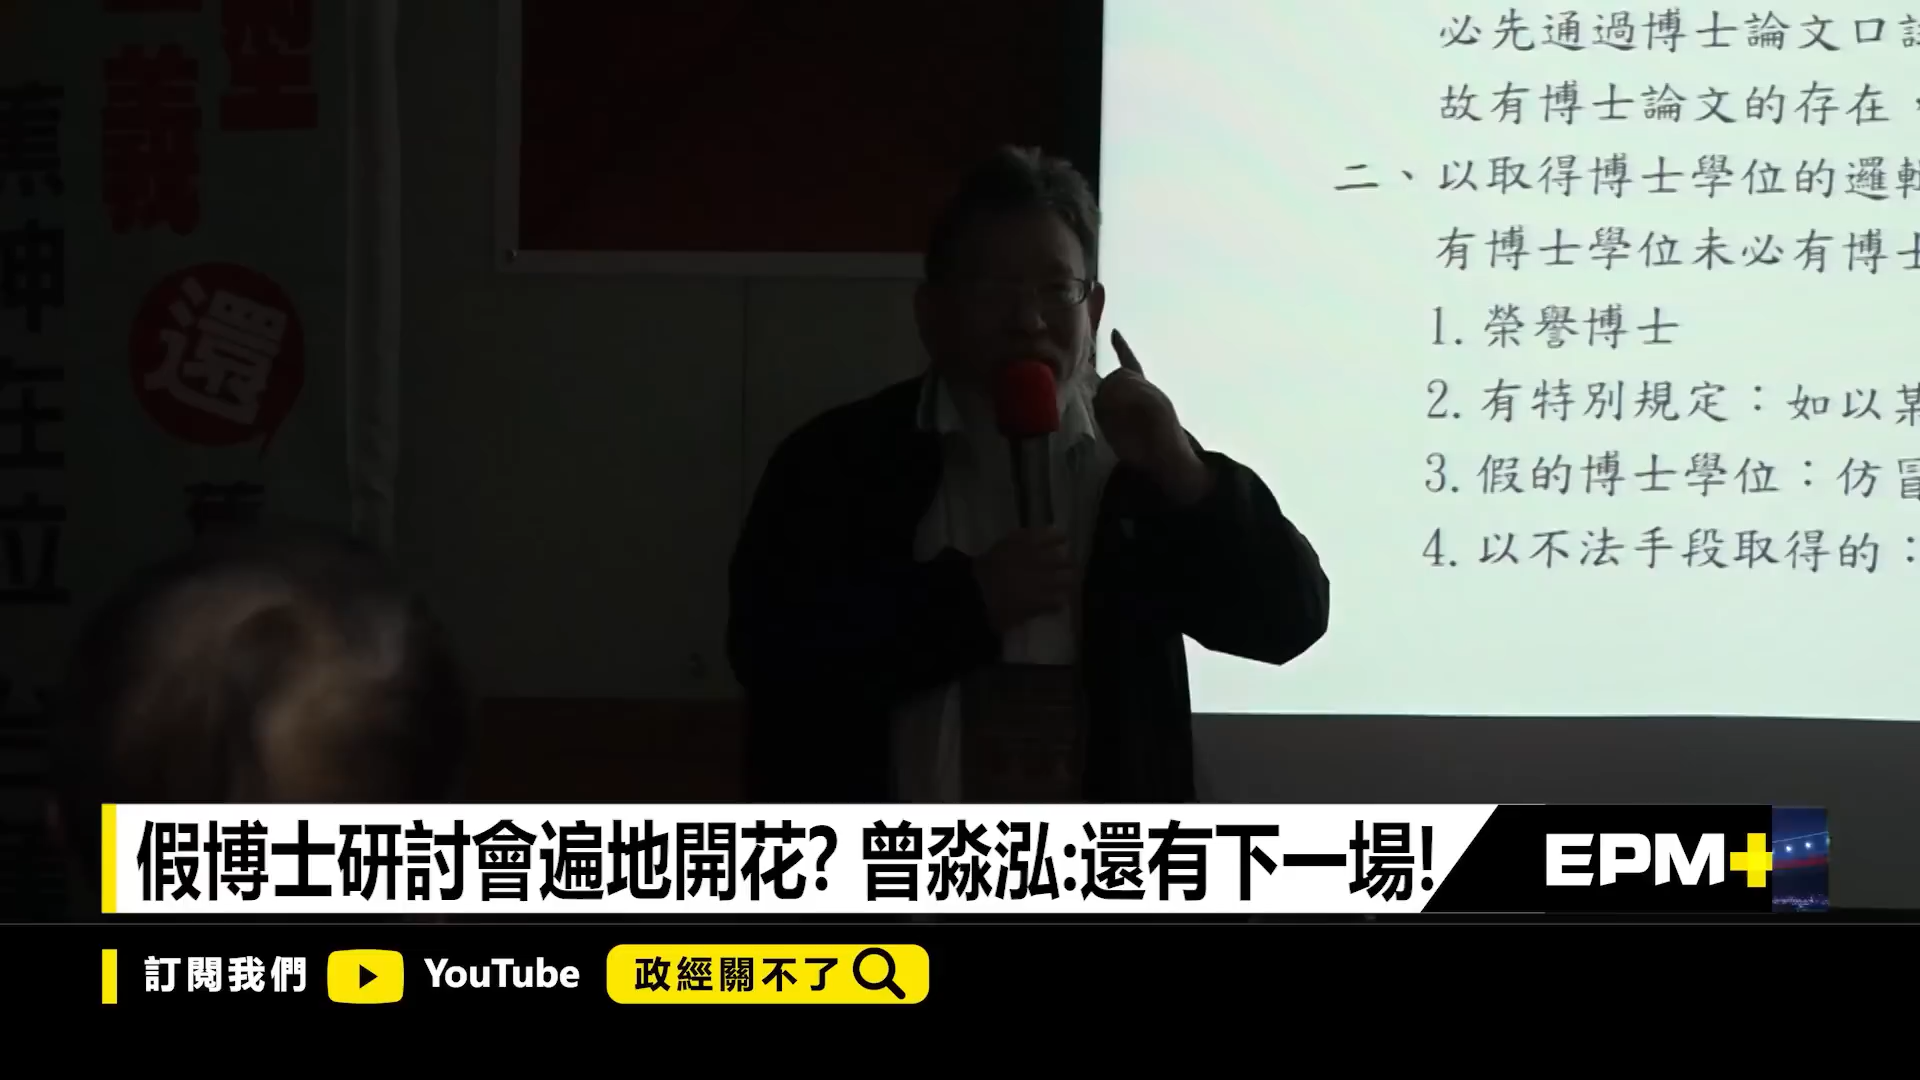 必先通過博士論文口
故有博士論文的存在，
二、以取得博士學位的邏輯
有博士學位未必有博士
1. 榮譽博士
2. 有特別規定：如以某
3. 假的博士學位：仿冒
4. 以不法手段取得的：
義
還
假博士研討會遍地開花? 曾淼泓:還有下一場!
EPM+
訂閱我們 YouTube 政經關不了